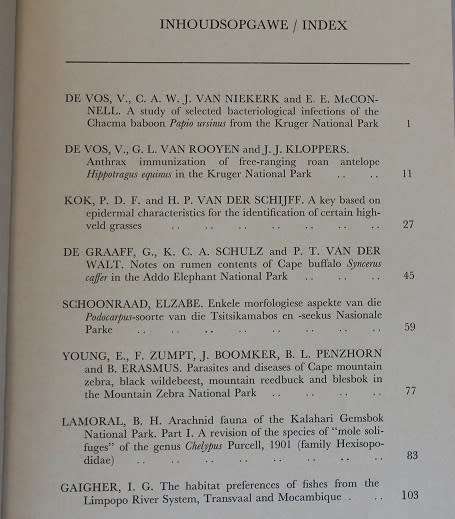 INHOUDSOPGAWE / INDEX
DE VOS, V., C. A. W. J. VAN NIEKERK and E. E. McCON-
NELL. A study of selected bacteriological infections of the
Chacma baboon Papio ursinus from the Kruger National Park 1
DE VOS, V., G. L. VAN ROOYEN and J. J. KLOPPERS.
Anthrax immunization of free-ranging roan antelope
Hippotragus equinus in the Kruger National Park .. .. 11
KOK, P. D. F. and H. P. VAN DER SCHIJFF. A key based on
epidermal characteristics for the identification of certain high-
veld grasses .. .. .. .. .. .. .. 27
DE GRAAFF, G., K. C. A. SCHULZ and P. T. VAN DER
WALT. Notes on rumen contents of Cape buffalo Syncerus
caffer in the Addo Elephant National Park .. .. .. 45
SCHOONRAAD, ELZABE. Enkele morfologiese aspekte van die
Podocarpus-soorte van die Tsitsikamabos en -seekus Nasionale
Parke .. .. .. .. .. .. .. .. 59
YOUNG, E., F. ZUMPT, J. BOOMKER, B. L. PENZHORN
and B. ERASMUS. Parasites and diseases of Cape mountain
zebra, black wildebeest, mountain reedbuck and blesbok in
the Mountain Zebra National Park .. .. .. .. 77
LAMORAL, B. H. Arachnid fauna of the Kalahari Gemsbok
National Park. Part I. A revision of the species of "mole soli-
fuges" of the genus Chelypus Purcell, 1901 (family Hexisopo-
didae) .. .. .. .. .. .. .. .. 83
GAIGHER, I. G. The habitat preferences of fishes from the
Limpopo River System, Transvaal and Mocambique . .. 103